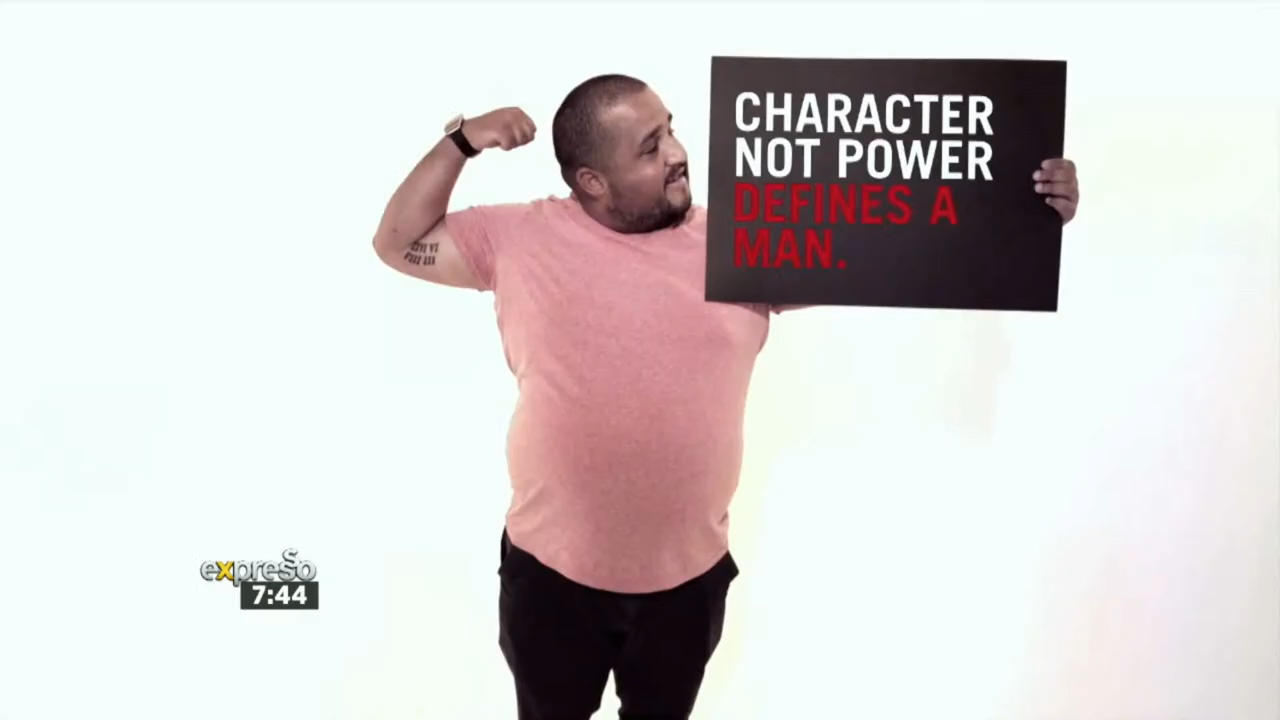 CHARACTER
NOT POWER
DEFINES A
MAN.
expresso
7:44